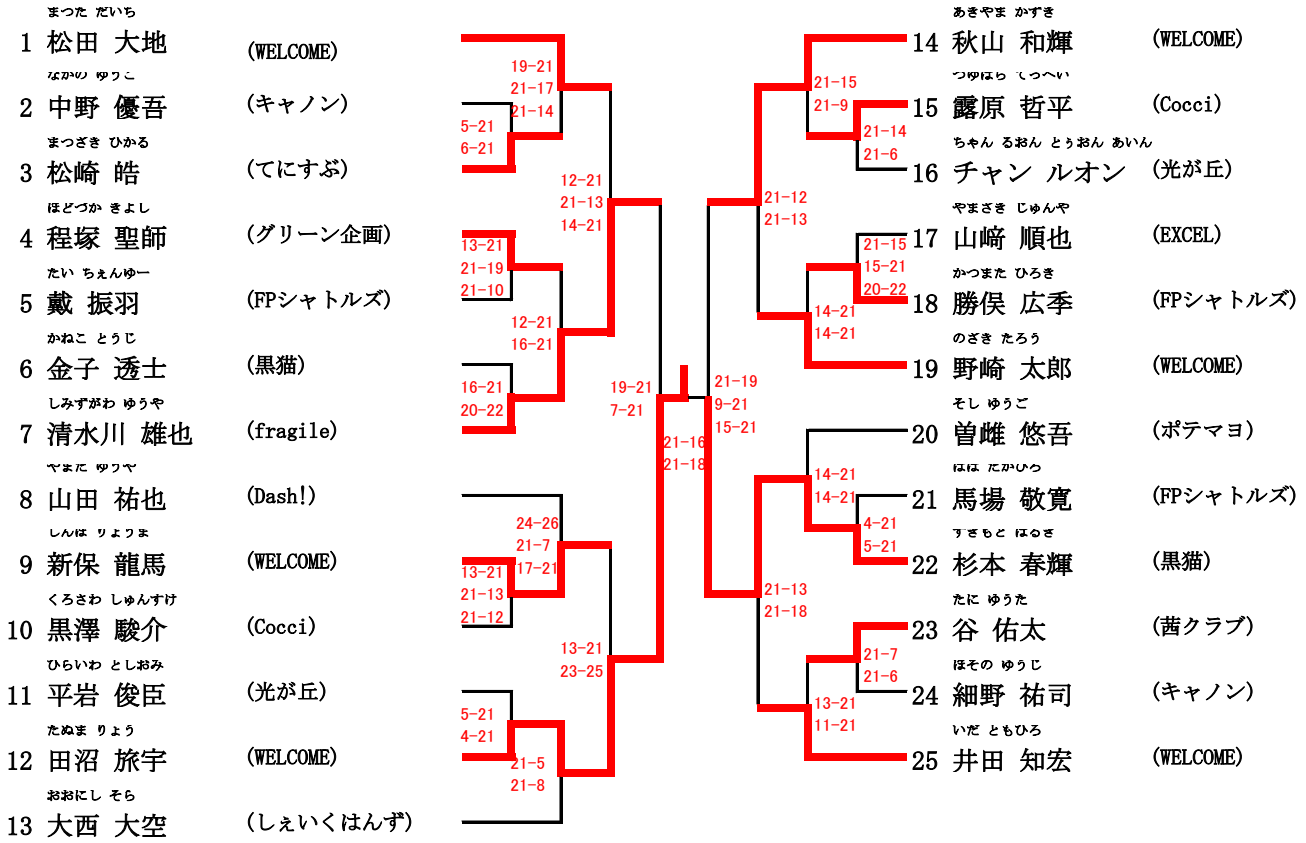 まつた だいち
1 松田 大地 (WELCOME)
なかの ゆうご
2 中野 優吾 (キャノン)
まつざき ひかる
3 松崎 皓 (てにすぶ)
ほどづか きよし
4 程塚 聖師 (グリーン企画)
たい ちぇんゆー
5 戴 振羽 (FPシャトルズ)
かねこ とうじ
6 金子 透士 (黒猫)
しみずがわ ゆうや
7 清水川 雄也 (fragile)
やまだ ゆうや
8 山田 祐也 (Dash!)
しんぼ りょうま
9 新保 龍馬 (WELCOME)
くろさわ しゅんすけ
10 黒澤 駿介 (Cocci)
ひらいわ としおみ
11 平岩 俊臣 (光が丘)
たぬま りょう
12 田沼 旅宇 (WELCOME)
おおにし そら
13 大西 大空 (しぇいくはんず)
19-21
21-17
21-14
5-21
6-21
12-21
21-13
14-21
13-21
21-19
21-10
12-21
16-21
16-21
20-22
19-21
7-21
24-26
21-7
17-21
13-21
21-13
21-12
13-21
23-25
5-21
4-21
21-5
21-8
21-16
21-18
あきやま かずき
14 秋山 和輝 (WELCOME)
つゆはら てっぺい
15 露原 哲平 (Cocci)
ちゃん るおん とぅおん あいん
16 チャン ルオン (光が丘)
やまざき じゅんや
17 山﨑 順也 (EXCEL)
かつまた ひろき
18 勝俣 広季 (FPシャトルズ)
のざき たろう
19 野崎 太郎 (WELCOME)
そし ゆうご
20 曽雌 悠吾 (ポテマヨ)
ばば たかひろ
21 馬場 敬寛 (FPシャトルズ)
すぎもと はるき
22 杉本 春輝 (黒猫)
たに ゆうた
23 谷 佑太 (茜クラブ)
ほその ゆうじ
24 細野 祐司 (キャノン)
いだ ともひろ
25 井田 知宏 (WELCOME)
21-15
21-9
21-14
21-6
21-12
21-13
21-15
15-21
20-22
14-21
14-21
21-19
9-21
15-21
14-21
14-21
4-21
5-21
21-13
21-18
21-7
21-6
13-21
11-21